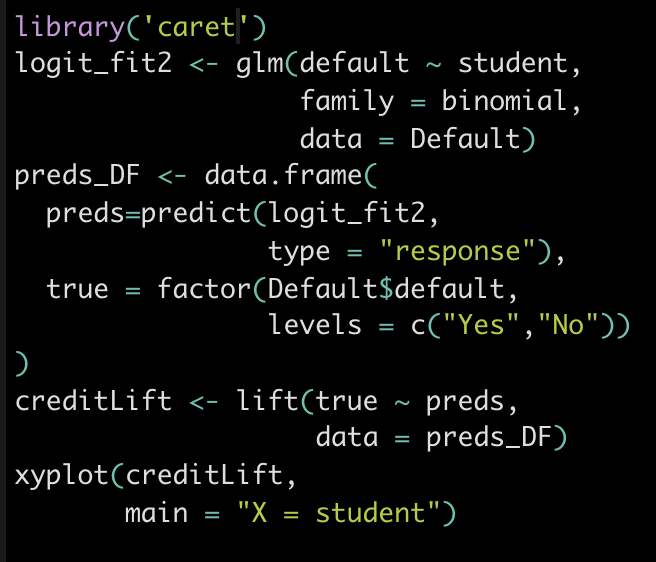 library('caret')
logit_fit2 <- glm(default ~ student,
                  family = binomial,
                  data = Default)
preds_DF <- data.frame(
  preds=predict(logit_fit2,
                type = "response"),
  true = factor(Default$default,
                levels = c("Yes","No"))
)
creditLift <- lift(true ~ preds,
                   data = preds_DF)
xyplot(creditLift,
       main = "X = student")